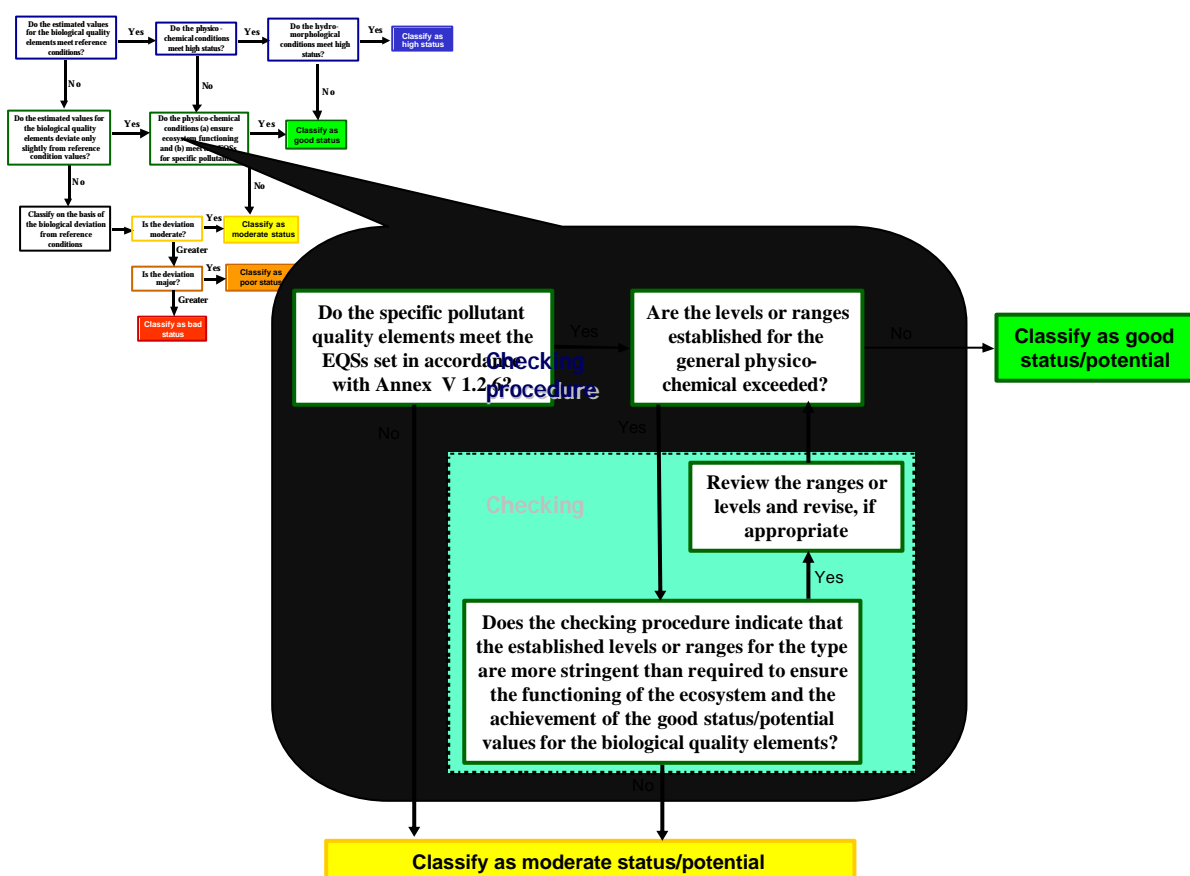 Do the estimated values
for the biological quality
elements meet reference
conditions?
Yes
Do the physico-
chemical conditions
meet high status?
Yes
Do the hydro-
morphological
conditions meet high
status?
Yes
Classify as
high status
No
No
No
Do the estimated values for
the biological quality
elements deviate only
slightly from reference
condition values?
Yes
Do the physico-chemical
conditions (a) ensure
ecosystem functioning
and (b) meet EQSs
for specific
Yes
Classify as
good status
No
No
Classify on the basis of
the biological deviation
from reference
conditions
Is the deviation
moderate?
Yes
Classify as
moderate status
Greater
Is the deviation
major?
Yes
Classify as
poor status
Greater
Classify as bad
status
Do the specific pollutant
quality elements meet the
EQSs set in accordance
with Annex V 1.2.6?
Yes
Checking
procedure
Are the levels or ranges
established for the
general physico-
chemical exceeded?
No
Classify as good
status/potential
No
Yes
Checking
Review the ranges or
levels and revise, if
appropriate
Yes
Does the checking procedure indicate that
the established levels or ranges for the type
are more stringent than required to ensure
the functioning of the ecosystem and the
achievement of the good status/potential
values for the biological quality elements?
No
Classify as moderate status/potential